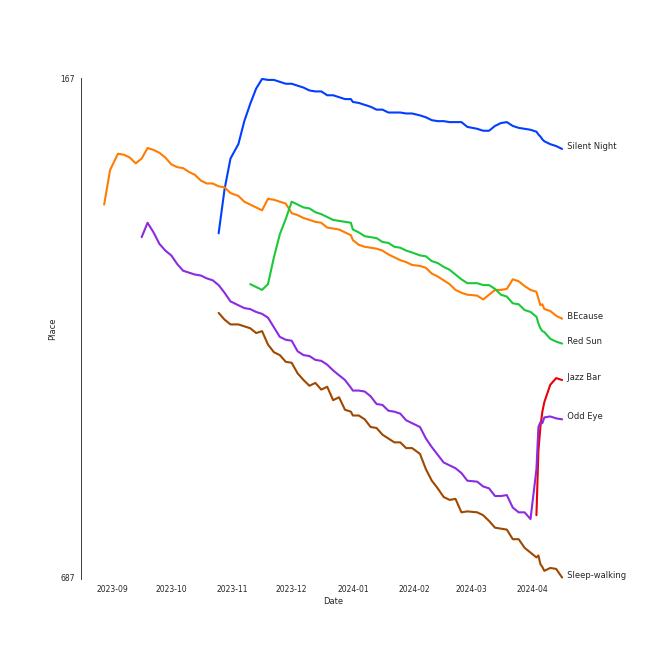 167
Silent Night
BEcause
Place
Red Sun
Jazz Bar
Odd Eye
687
Sleep-walking
2023-09 2023-10 2023-11 2023-12 2024-01 2024-02 2024-03 2024-04
Date